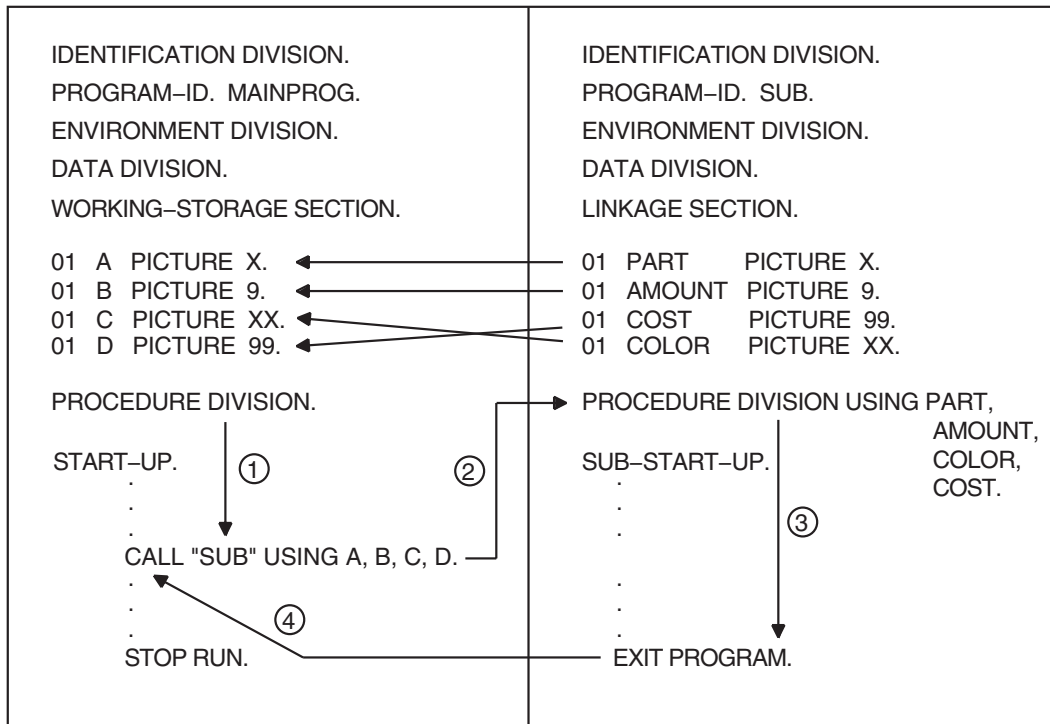 IDENTIFICATION DIVISION.
PROGRAM–ID. MAINPROG.
ENVIRONMENT DIVISION.
DATA DIVISION.
WORKING–STORAGE SECTION.
01 A PICTURE X.
01 B PICTURE 9.
01 C PICTURE XX.
01 D PICTURE 99.
PROCEDURE DIVISION.
START–UP.
1
.
.
.
CALL "SUB" USING A, B, C, D.
2
.
.
.
4
STOP RUN.
IDENTIFICATION DIVISION.
PROGRAM–ID. SUB.
ENVIRONMENT DIVISION.
DATA DIVISION.
LINKAGE SECTION.
01 PART PICTURE X.
01 AMOUNT PICTURE 9.
01 COST PICTURE 99.
01 COLOR PICTURE XX.
PROCEDURE DIVISION USING PART,
AMOUNT,
COLOR,
COST.
SUB–START–UP.
.
.
.
3
.
.
.
EXIT PROGRAM.